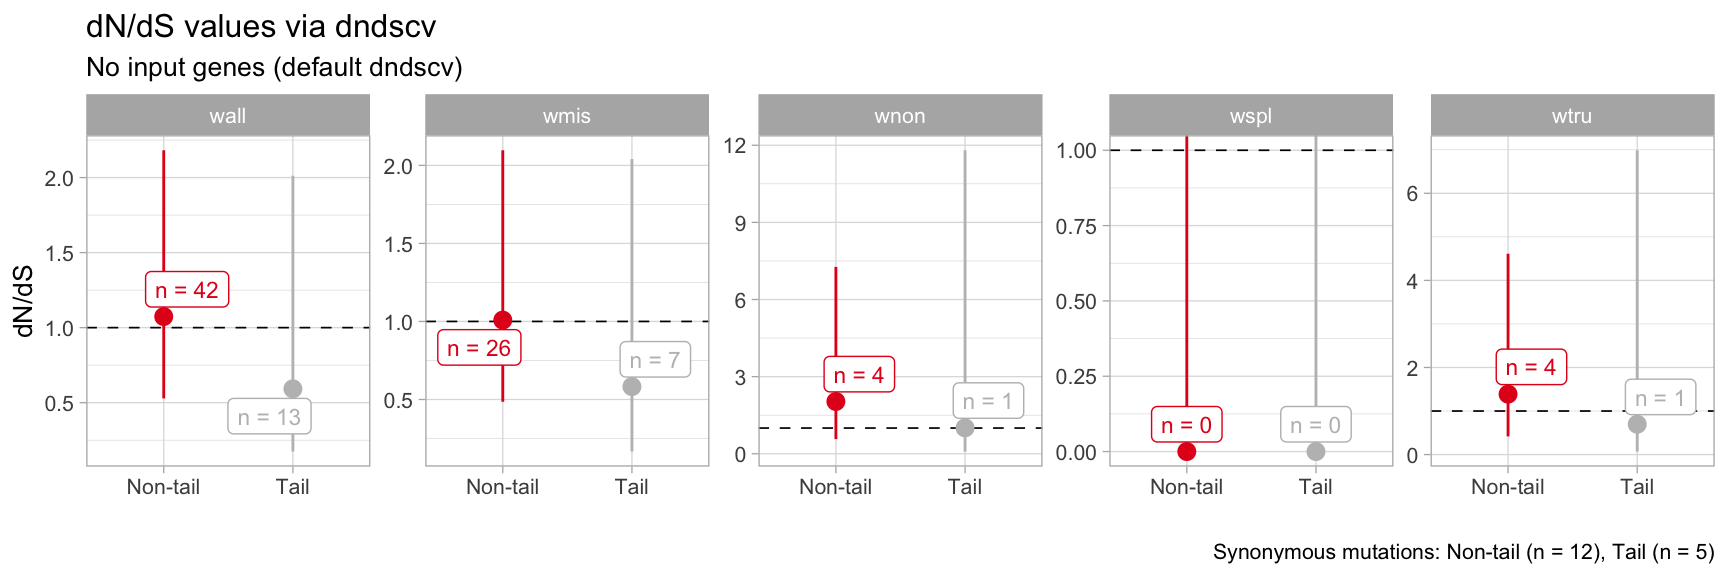 dN/dS values via dndscv
No input genes (default dndscv)
wall
wmis
wnon
wspl
wtru
dN/dS
2.0
1.5
1.0
0.5
n = 42
n = 13
Non-tail
Tail
2.0
1.5
1.0
0.5
n = 26
n = 7
Non-tail
Tail
12
9
6
3
0
n = 4
n = 1
Non-tail
Tail
1.00
0.75
0.50
0.25
0.00
n = 0
n = 0
Non-tail
Tail
6
4
2
0
n = 4
n = 1
Non-tail
Tail
Synonymous mutations: Non-tail (n = 12), Tail (n = 5)